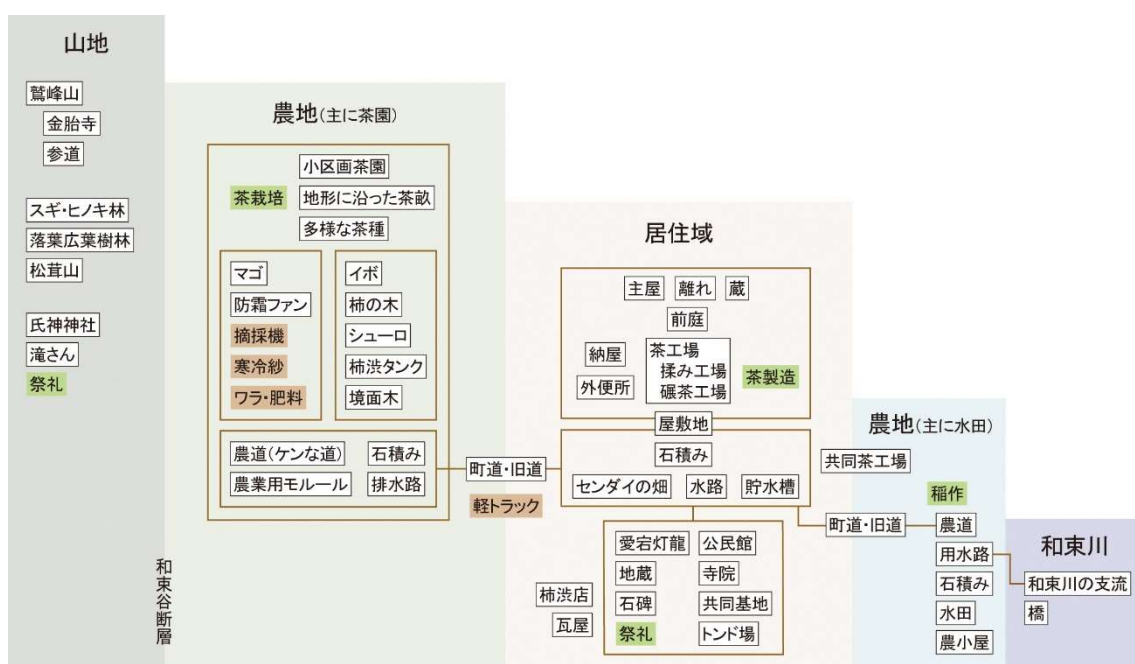 山地
鷲峰山
金胎寺
参道
スギ・ヒノキ林
落葉広葉樹林
松茸山
氏神神社
滝さん
祭礼
和束谷断層
農地(主に茶園)
茶栽培
小区画茶園
地形に沿った茶畝
多様な茶種
マゴ
防霜ファン
摘採機
寒冷紗
ワラ・肥料
イボ
柿の木
シューロ
柿渋タンク
境面木
農道(ケンな道)
石積み
農業用モルール
排水路
町道・旧道
軽トラック
居住域
主屋
離れ
蔵
前庭
納屋
外便所
茶工場
揉み工場
碾茶工場
茶製造
屋敷地
石積み
センダイの畑
水路
貯水槽
愛宕灯龍
公民館
地蔵
寺院
石碑
共同基地
祭礼
トンド場
柿渋店
瓦屋
農地(主に水田)
共同茶工場
稲作
町道・旧道
農道
用水路
石積み
水田
農小屋
和束川
和束川の支流
橋